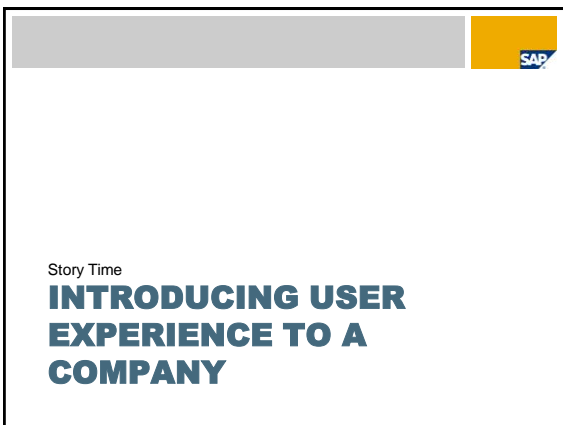 SAP
Story Time
INTRODUCING USER
EXPERIENCE TO A
COMPANY